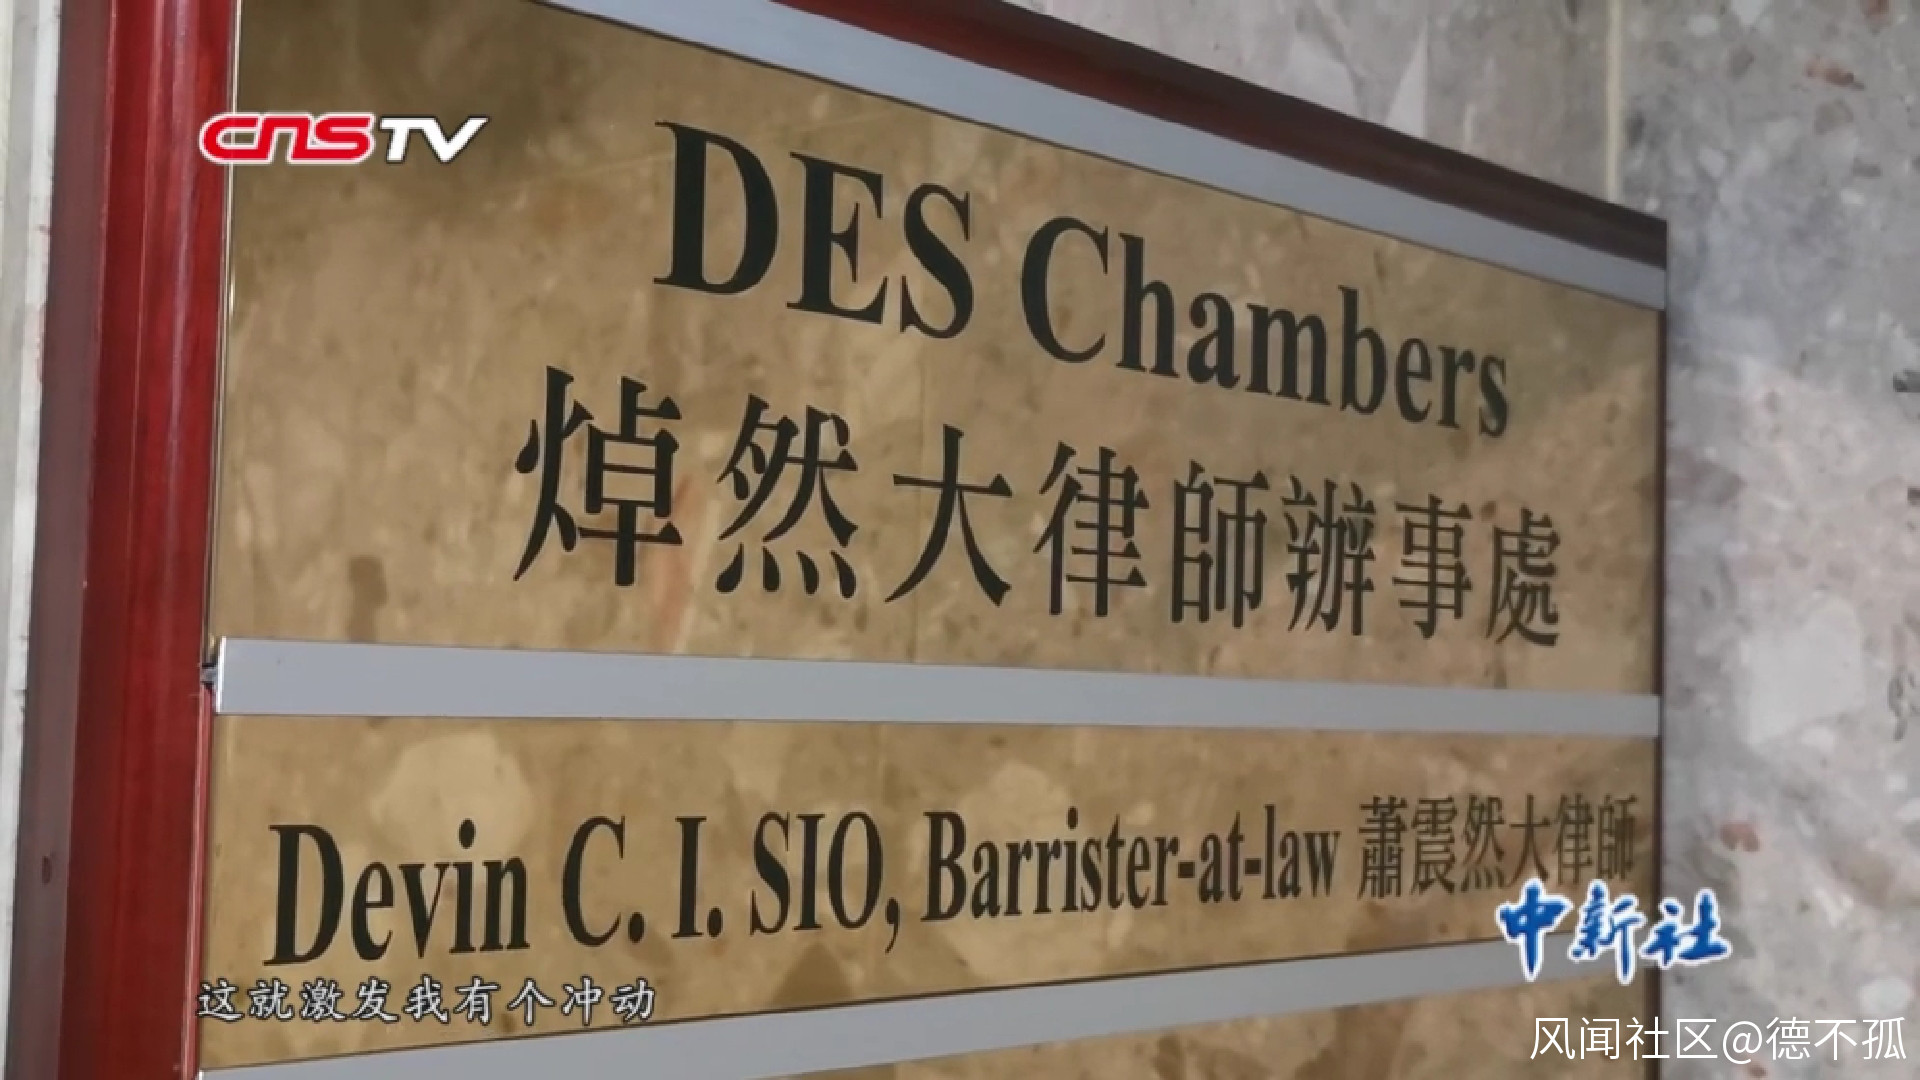 CNSTV
DES Chambers
焯然大律師辦事處
Devin C. I. SIO, Barrister-at-law 蕭震然大律師
中新社
这就激发我有个冲动
风闻社区@德不孤